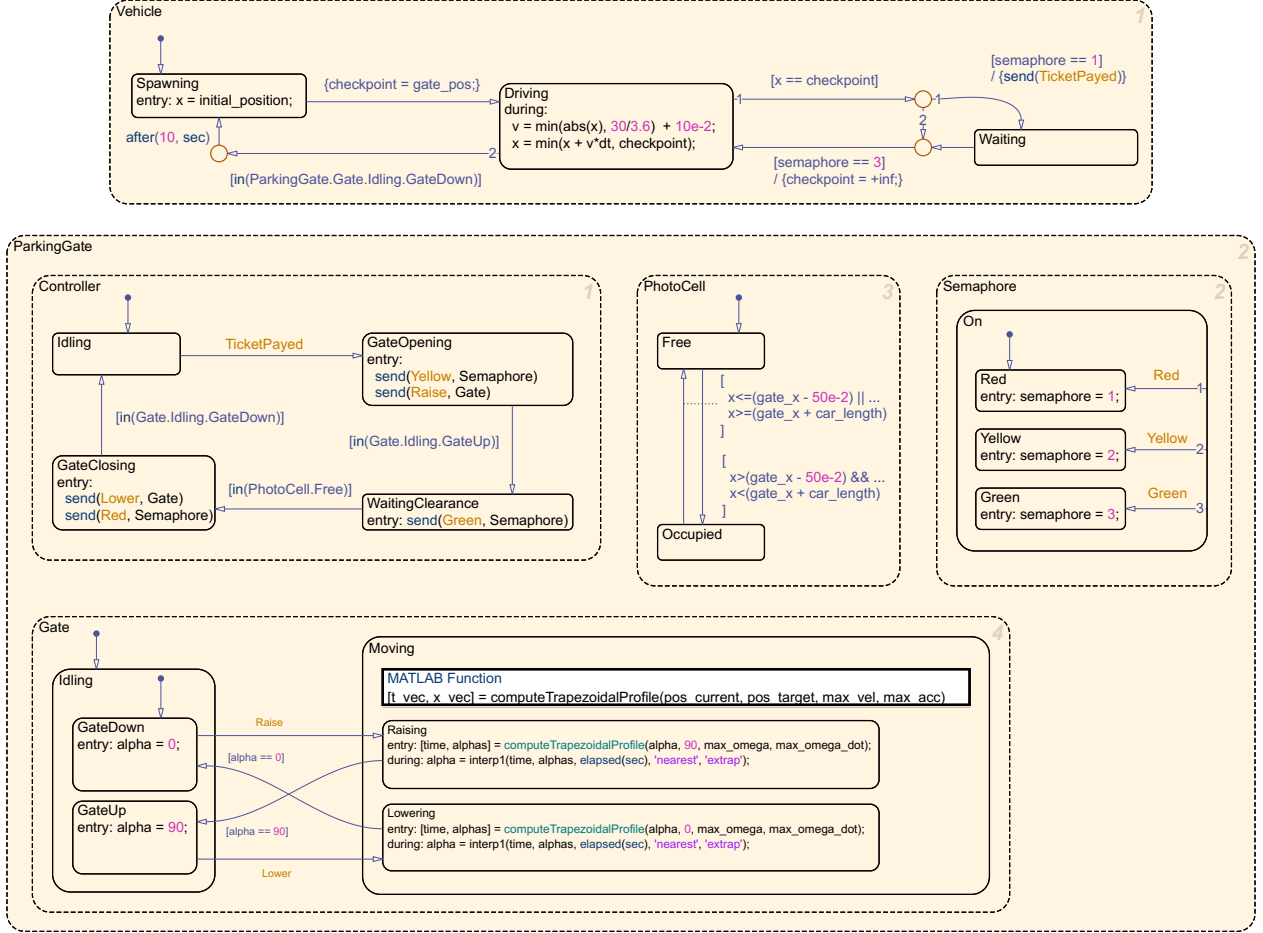 Vehicle
1
Spawning
entry: x = initial_position;
{checkpoint = gate_pos;}
after(10, sec)
Driving
during:
v = min(abs(x), 30/3.6) + 10e-2;
x = min(x + v*dt, checkpoint);
1
2
[in(ParkingGate.Gate.Idling.GateDown)]
[x == checkpoint]
1
2
[semaphore == 1]
/ {send(TicketPayed)}
Waiting
[semaphore == 3]
/ {checkpoint = +inf;}
ParkingGate
2
Controller
1
Idling
TicketPayed
GateOpening
entry:
send(Yellow, Semaphore)
send(Raise, Gate)
[in(Gate.Idling.GateDown)]
[in(Gate.Idling.GateUp)]
GateClosing
entry:
send(Lower, Gate)
send(Red, Semaphore)
[in(PhotoCell.Free)]
WaitingClearance
entry: send(Green, Semaphore)
PhotoCell
3
Free
[
x<=(gate_x - 50e-2) || ...
x>=(gate_x + car_length)
]
[
x>(gate_x - 50e-2) && ...
x<(gate_x + car_length)
]
Occupied
Semaphore
2
On
Red
entry: semaphore = 1;
Red
1
Yellow
entry: semaphore = 2;
Yellow
2
Green
entry: semaphore = 3;
Green
3
Gate
4
Idling
GateDown
entry: alpha = 0;
GateUp
entry: alpha = 90;
Raise
[alpha == 0]
[alpha == 90]
Lower
Moving
MATLAB Function
[t_vec, x_vec] = computeTrapezoidalProfile(pos_current, pos_target, max_vel, max_acc)
Raising
entry: [time, alphas] = computeTrapezoidalProfile(alpha, 90, max_omega, max_omega_dot);
during: alpha = interp1(time, alphas, elapsed(sec), 'nearest', 'extrap');
Lowering
entry: [time, alphas] = computeTrapezoidalProfile(alpha, 0, max_omega, max_omega_dot);
during: alpha = interp1(time, alphas, elapsed(sec), 'nearest', 'extrap');